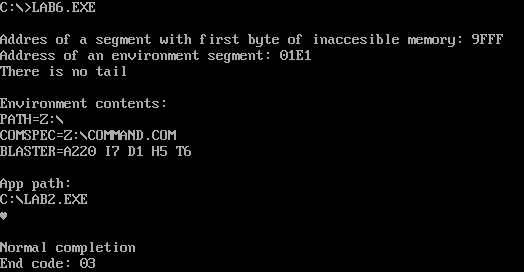 C:\>LAB6.EXE
Addres of a segment with first byte of inaccesible memory: 9FFF
Address of an environment segment: 01E1
There is no tail
Environment contents:
PATH=Z:\
COMSPEC=Z:\COMMAND.COM
BLASTER=A220 I7 D1 H5 T6
App path:
C:\LAB2.EXE
♥
Normal completion
End code: 03